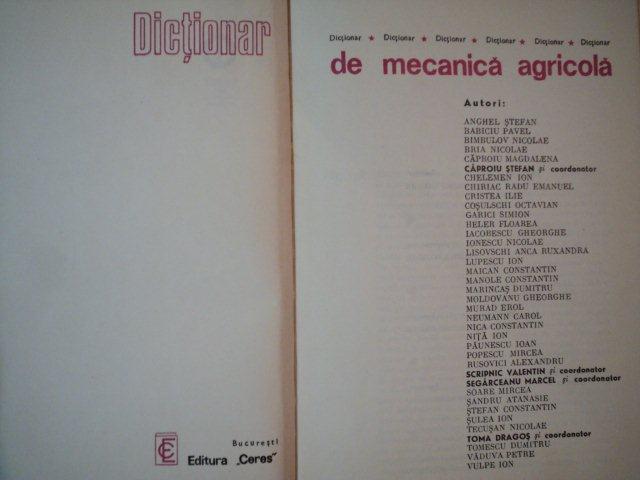 Dicționar
București
Editura „Ceres"
Dicționar ★ Dicționar ★ Dicționar ★ Dicționar ★ Dicționar ★ Dicționar
de mecanică agricolă
Autori:
ANGHEL ȘTEFAN
BABICIU PAVEL
BIMBULOV NICOLAE
BRIA NICOLAE
CĂPROIU MAGDALENA
CĂPROIU ȘTEFAN și coordonator
CHELEMEN ION
CHIRIAC RADU EMANUEL
CRISTEA ILIE
COȘULSCHI OCTAVIAN
GARICI SIMION
HELER FLOAREA
IACOBESCU GHEORGHE
IONESCU NICOLAE
LISOVSCHI ANCA RUXANDRA
LUPESCU ION
MAICAN CONSTANTIN
MANOLE CONSTANTIN
MARINCAȘ DUMITRU
MOLDOVANU GHEORGHE
MURAD EROL
NEUMANN CAROL
NICA CONSTANTIN
NIȚĂ ION
PĂUNESCU IOAN
POPESCU MIRCEA
RUSOVICI ALEXANDRU
SCRIPNIC VALENTIN și coordonator
SEGĂRCEANU MARCEL și coordonator
SOARE MIRCEA
ȘANDRU ATANASIE
ȘTEFAN CONSTANTIN
ȘULEA ION
TECUȘAN NICOLAE
TOMA DRAGOȘ și coordonator
TOMESCU DUMITRU
VĂDUVA PETRE
VULPE ION